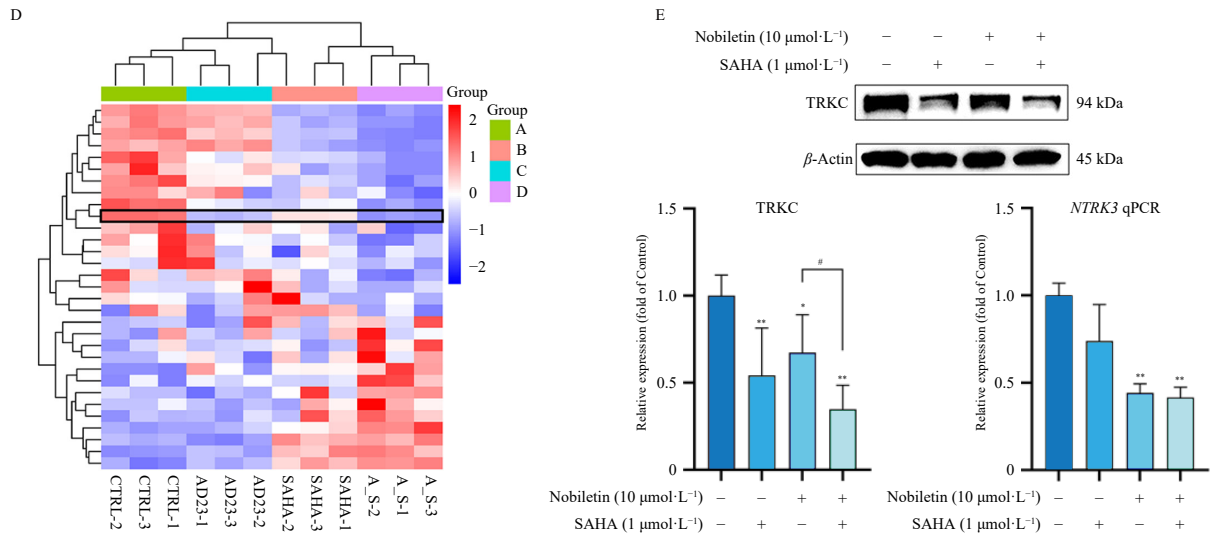 D
Group
2
1
0
−1
−2
Group
A
B
C
D
CTRL-2
CTRL-3
CTRL-1
AD23-1
AD23-3
AD23-2
SAHA-2
SAHA-3
SAHA-1
A_S-2
A_S-1
A_S-3
E
Nobiletin (10 μmol·L⁻¹) − − + +
SAHA (1 μmol·L⁻¹) − + − +
TRKC 94 kDa
β-Actin 45 kDa
TRKC
Relative expression (fold of Control)
1.5
1.0
0.5
0
**
*
#
**
Nobiletin (10 μmol·L⁻¹) − − + +
SAHA (1 μmol·L⁻¹) − + − +
NTRK3 qPCR
Relative expression (fold of Control)
1.5
1.0
0.5
0
**
**
Nobiletin (10 μmol·L⁻¹) − − + +
SAHA (1 μmol·L⁻¹) − + − +